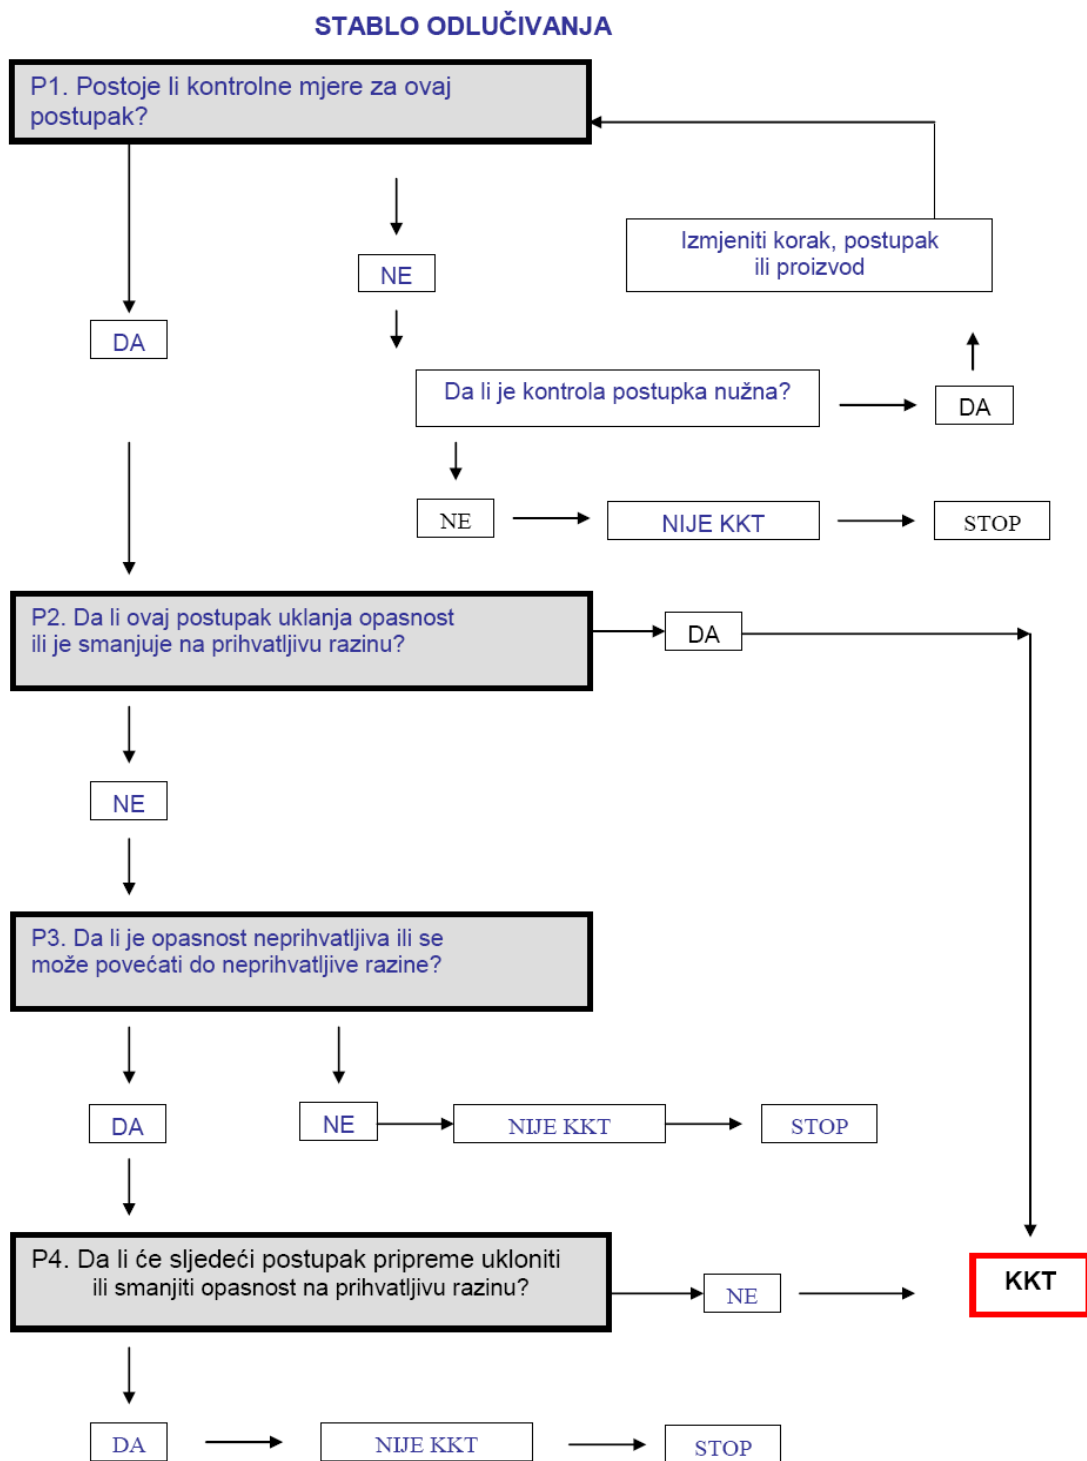 STABLO ODLUČIVANJA
P1. Postoje li kontrolne mjere za ovaj
postupak?
Izmjeniti korak, postupak
ili proizvod
NE
DA
Da li je kontrola postupka nužna?
DA
NE
NIJE KKT
STOP
P2. Da li ovaj postupak uklanja opasnost
ili je smanjuje na prihvatljivu razinu?
DA
NE
P3. Da li je opasnost neprihvatljiva ili se
može povećati do neprihvatljive razine?
DA
NE
NIJE KKT
STOP
P4. Da li će sljedeći postupak pripreme ukloniti
ili smanjiti opasnost na prihvatljivu razinu?
NE
KKT
DA
NIJE KKT
STOP